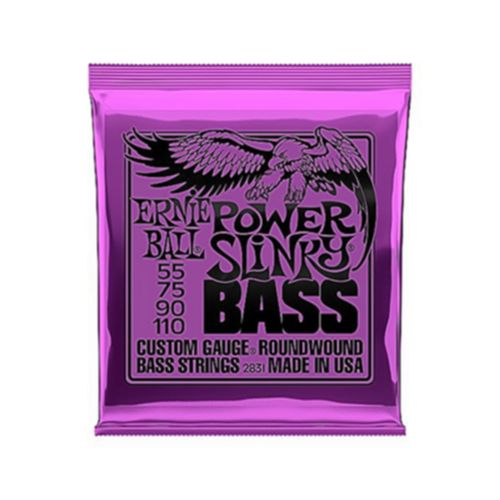 ERNIE BALL®
POWER SLINKY®
BASS
55
75
90
110
CUSTOM GAUGE® ROUNDWOUND
BASS STRINGS 2831 MADE IN USA